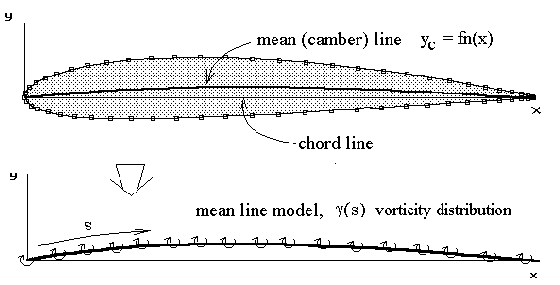 y
mean (camber) line y_c = fn(x)
x
chord line
y
mean line model, γ(s) vorticity distribution
s
x